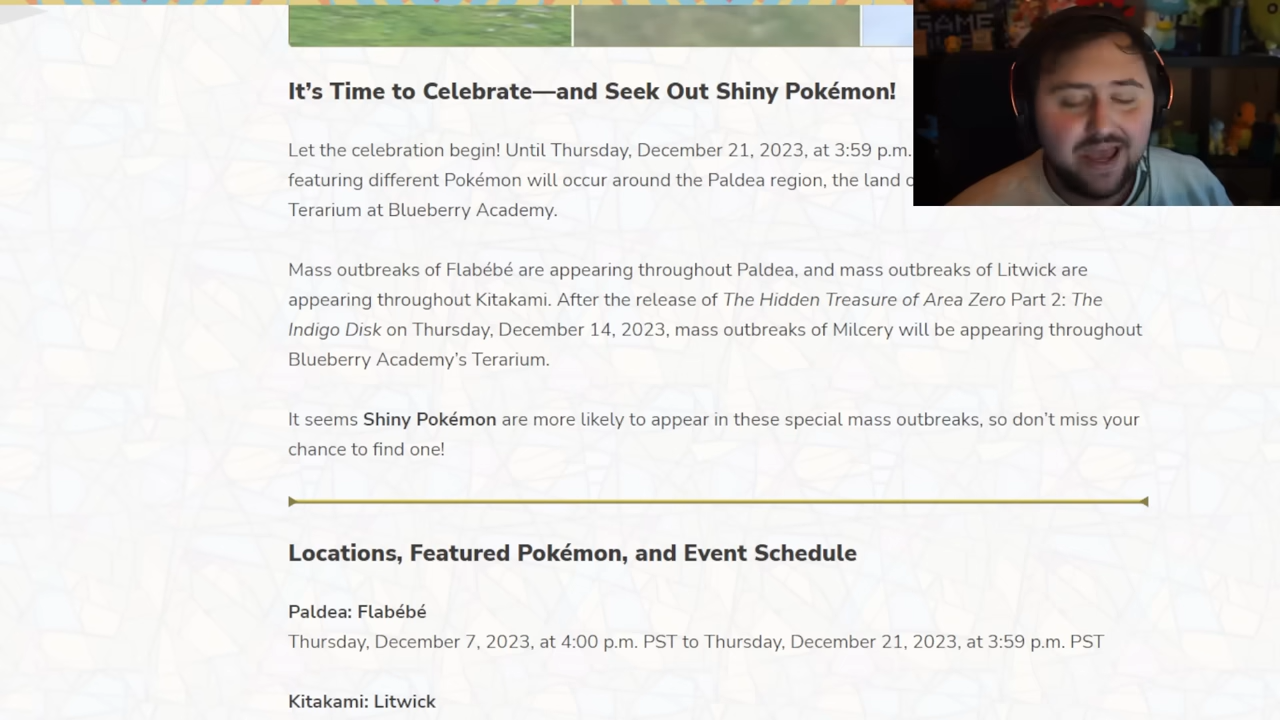 It's Time to Celebrate—and Seek Out Shiny Pokémon!
Let the celebration begin! Until Thursday, December 21, 2023, at 3:59 p.m.
featuring different Pokémon will occur around the Paldea region, the land
Terarium at Blueberry Academy.
Mass outbreaks of Flabébé are appearing throughout Paldea, and mass outbreaks of Litwick are
appearing throughout Kitakami. After the release of The Hidden Treasure of Area Zero Part 2: The
Indigo Disk on Thursday, December 14, 2023, mass outbreaks of Milcery will be appearing throughout
Blueberry Academy's Terarium.
It seems Shiny Pokémon are more likely to appear in these special mass outbreaks, so don't miss your
chance to find one!
Locations, Featured Pokémon, and Event Schedule
Paldea: Flabébé
Thursday, December 7, 2023, at 4:00 p.m. PST to Thursday, December 21, 2023, at 3:59 p.m. PST
Kitakami: Litwick
GAME